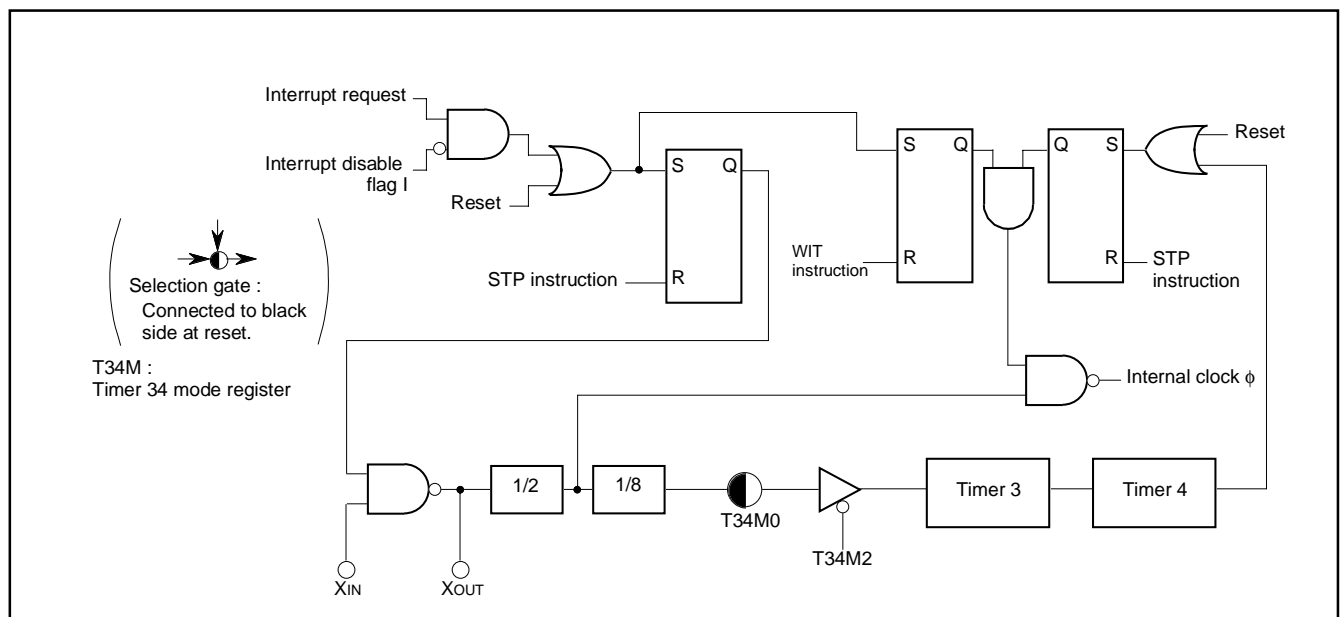 Interrupt request
Interrupt disable
flag I
Reset
S Q
STP instruction
R
S Q
WIT
instruction
R
Q S
Reset
R
STP
instruction
Selection gate :
Connected to black
side at reset.
T34M :
Timer 34 mode register
Internal clock ϕ
1/2
1/8
T34M0
T34M2
Timer 3
Timer 4
XIN
XOUT